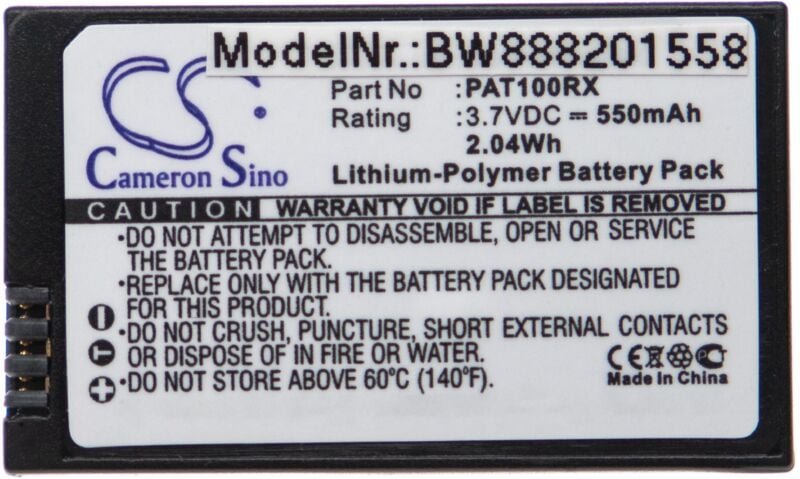 ModelNr.:BW888201558
CS
Cameron Sino
Part No :PAT100RX
Rating :3.7VDC ⎓ 550mAh
2.04Wh
Lithium-Polymer Battery Pack
CAUTION WARRANTY VOID IF LABEL IS REMOVED
•DO NOT ATTEMPT TO DISASSEMBLE, OPEN OR SERVICE
THE BATTERY PACK.
•REPLACE ONLY WITH THE BATTERY PACK DESIGNATED
FOR THIS PRODUCT
•DO NOT CRUSH, PUNCTURE, SHORT EXTERNAL CONTACTS
OR DISPOSE OF IN FIRE OR WATER.
•DO NOT STORE ABOVE 60°C (140°F).
CE
Made in China